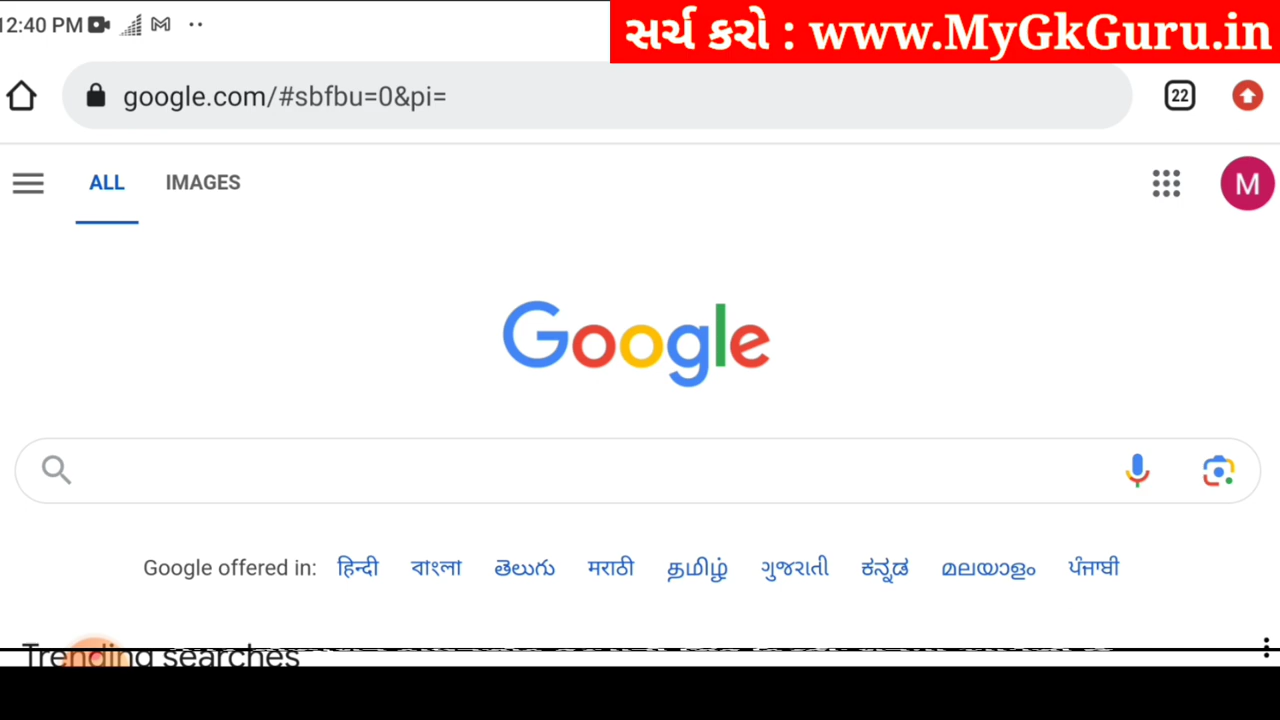 12:40 PM
સર્ચ કરો : www.MyGkGuru.in
google.com/#sbfbu=0&pi=
22
ALL IMAGES
M
Google
Google offered in: हिन्दी বাংলা తెలుగు मराठी தமிழ் ગુજરાતી ಕನ್ನಡ മലയാളം ਪੰਜਾਬੀ
Trending searches